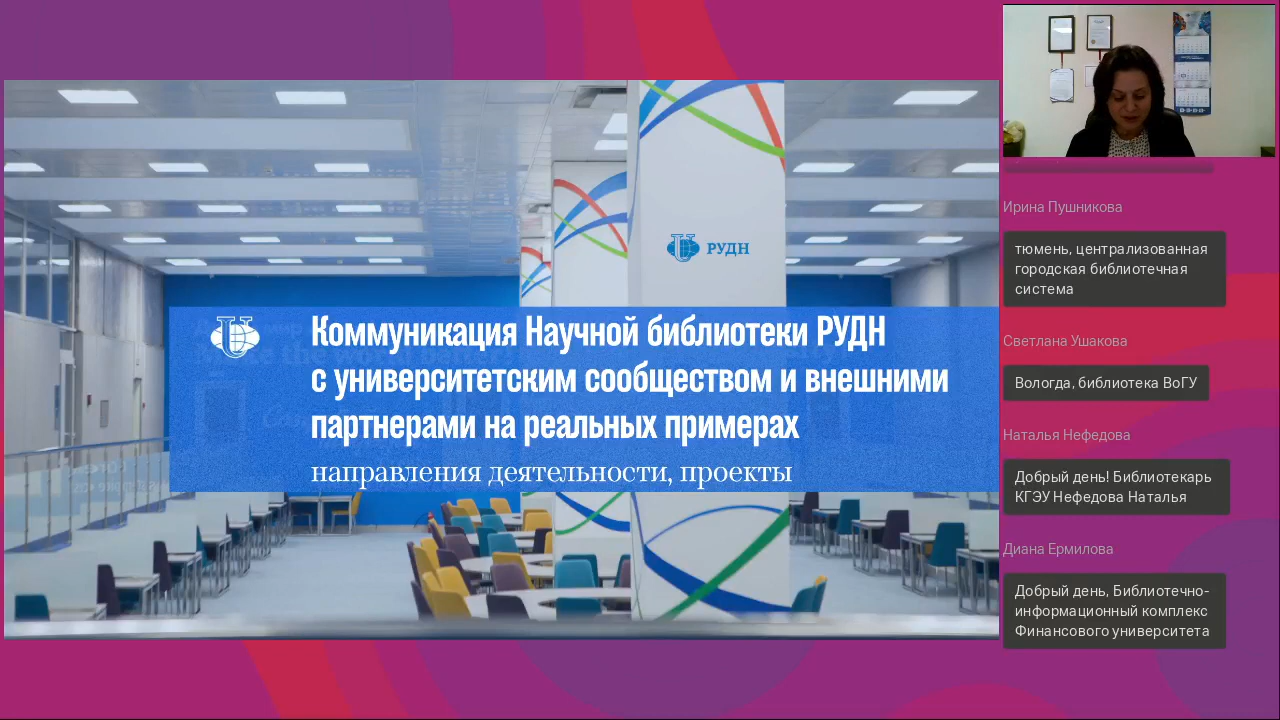 РУДН
Коммуникация Научной библиотеки РУДН
с университетским сообществом и внешними
партнерами на реальных примерах
направления деятельности, проекты
Ирина Пушникова
тюмень, централизованная
городская библиотечная
система
Светлана Ушакова
Вологда, библиотека ВоГУ
Наталья Нефедова
Добрый день! Библиотекарь
КГЭУ Нефедова Наталья
Диана Ермилова
Добрый день, Библиотечно-
информационный комплекс
Финансового университета